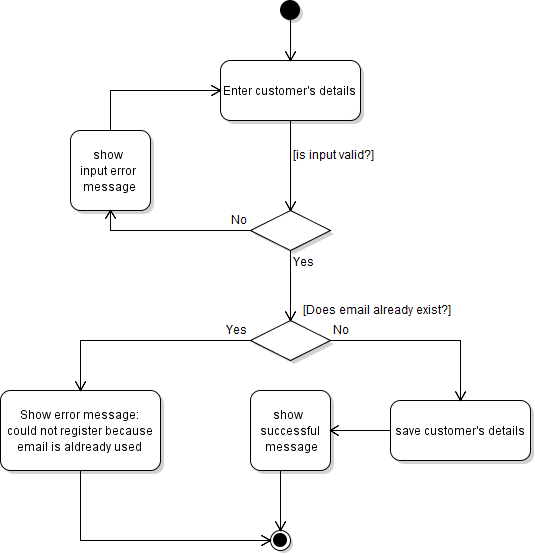 Enter customer's details
[is input valid?]
show
input error
message
No
Yes
[Does email already exist?]
Yes
No
Show error message:
could not register because
email is aldready used
show
successful
message
save customer's details